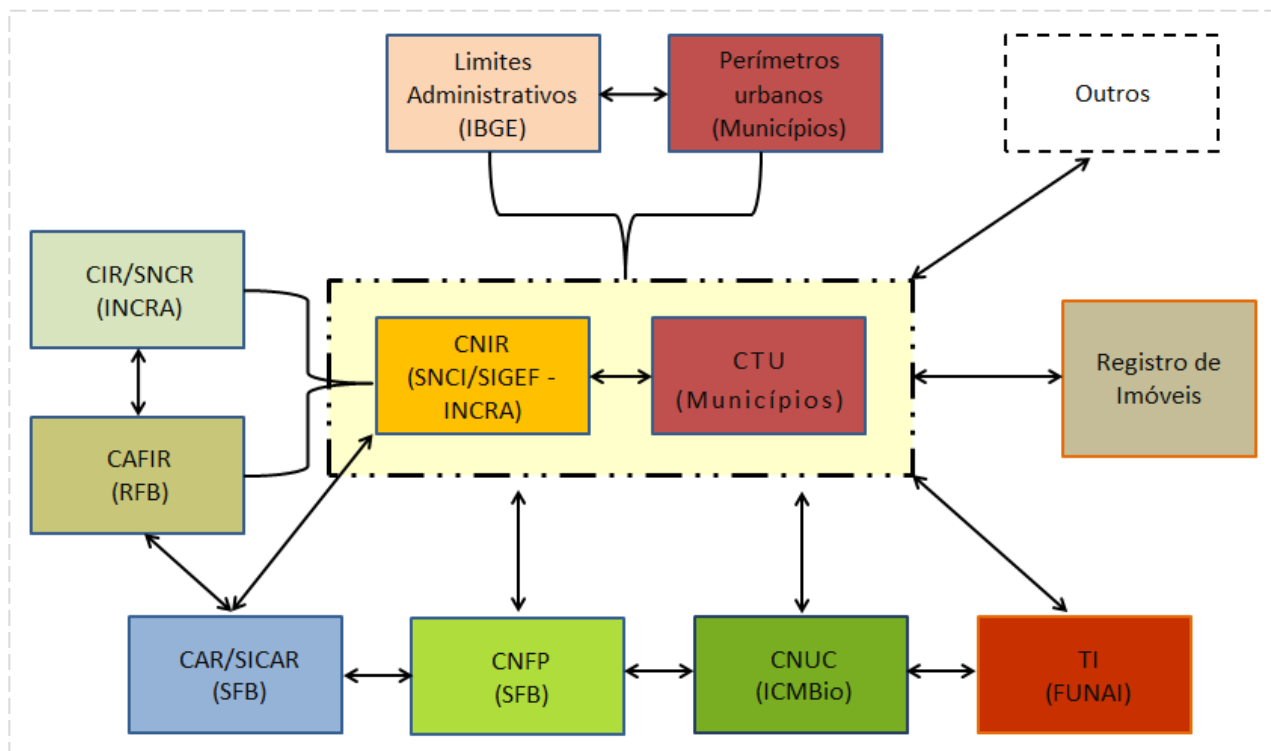 Limites
Administrativos
(IBGE)
Perímetros
urbanos
(Municípios)
Outros
CIR/SNCR
(INCRA)
CNIR
(SNCI/SIGEF -
INCRA)
CTU
(Municípios)
Registro de
Imóveis
CAFIR
(RFB)
CAR/SICAR
(SFB)
CNFP
(SFB)
CNUC
(ICMBio)
TI
(FUNAI)